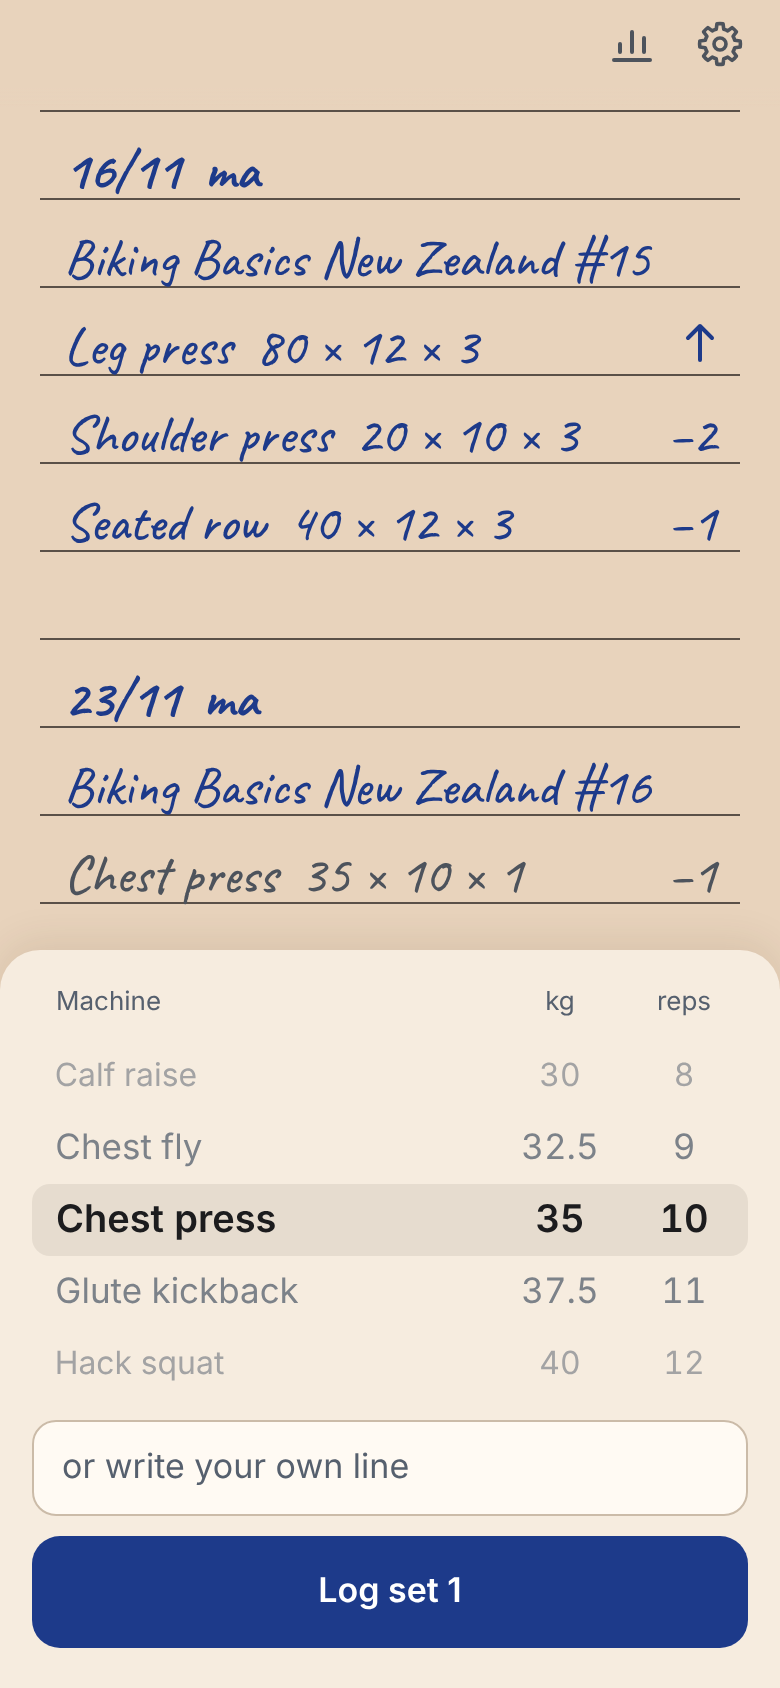 16/11 ma
Biking Basics New Zealand #15
Leg press 80 × 12 × 3 ↑
Shoulder press 20 × 10 × 3 –2
Seated row 40 × 12 × 3 –1
23/11 ma
Biking Basics New Zealand #16
Chest press 35 × 10 × 1 –1
Machine kg reps
Calf raise 30 8
Chest fly 32.5 9
Chest press 35 10
Glute kickback 37.5 11
Hack squat 40 12
or write your own line
Log set 1